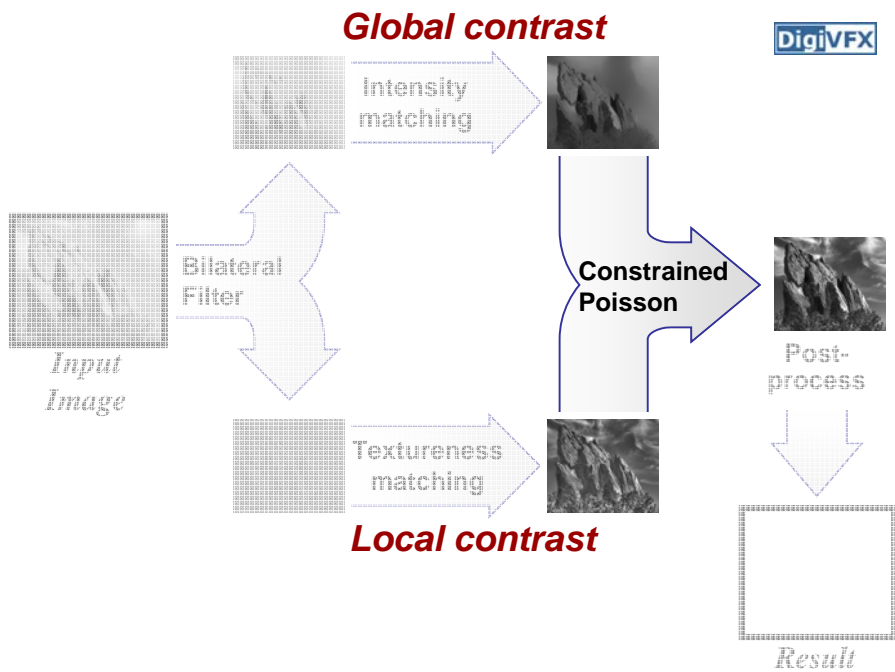 Global contrast
DigiVFX
Intensity
matching
Bilateral
Filter
Constrained
Poisson
Input
Image
Post-
process
Textureness
matching
Local contrast
Result